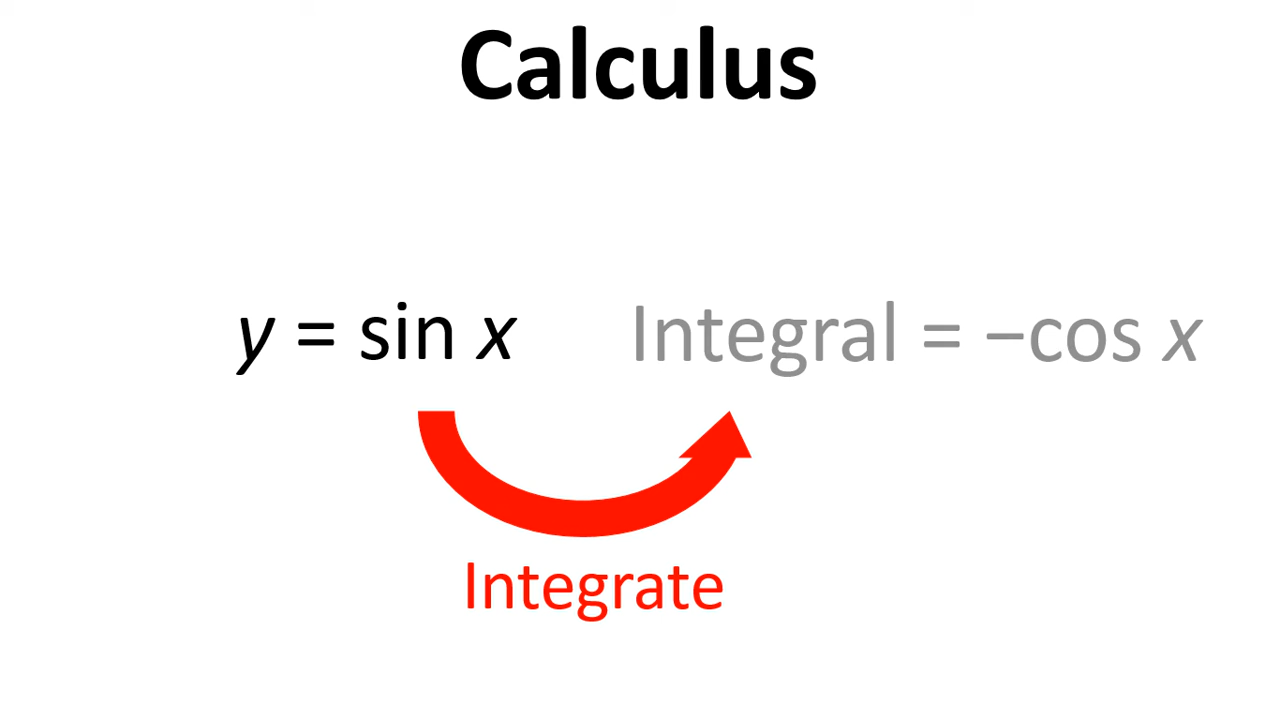 Calculus
y = sin x Integral = −cos x
Integrate